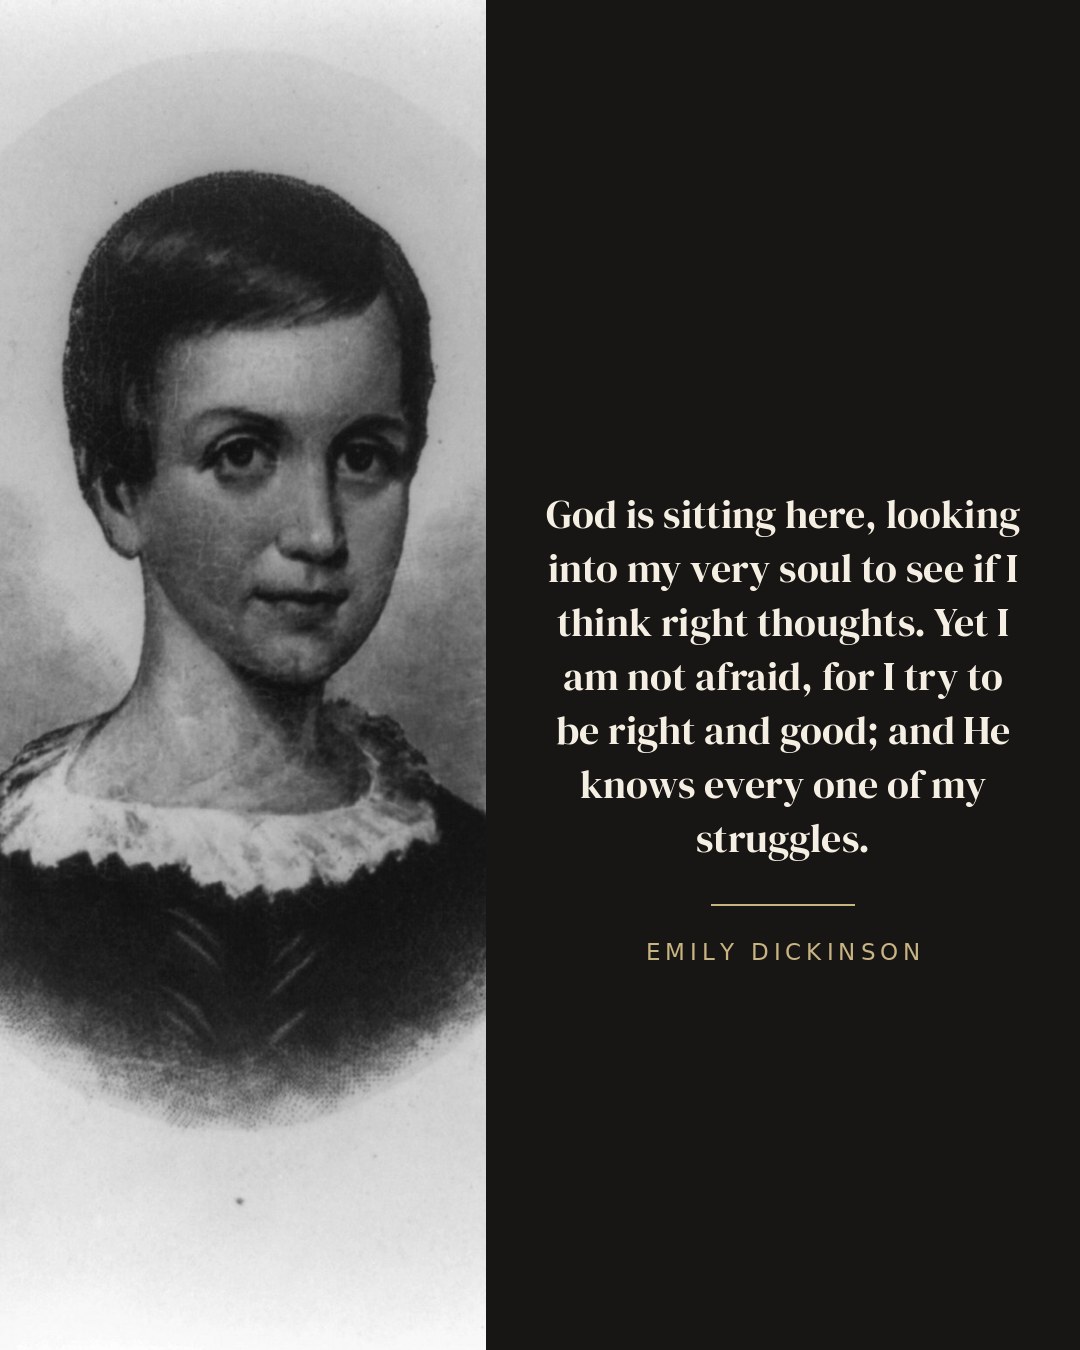 God is sitting here, looking
into my very soul to see if I
think right thoughts. Yet I
am not afraid, for I try to
be right and good; and He
knows every one of my
struggles.
EMILY DICKINSON